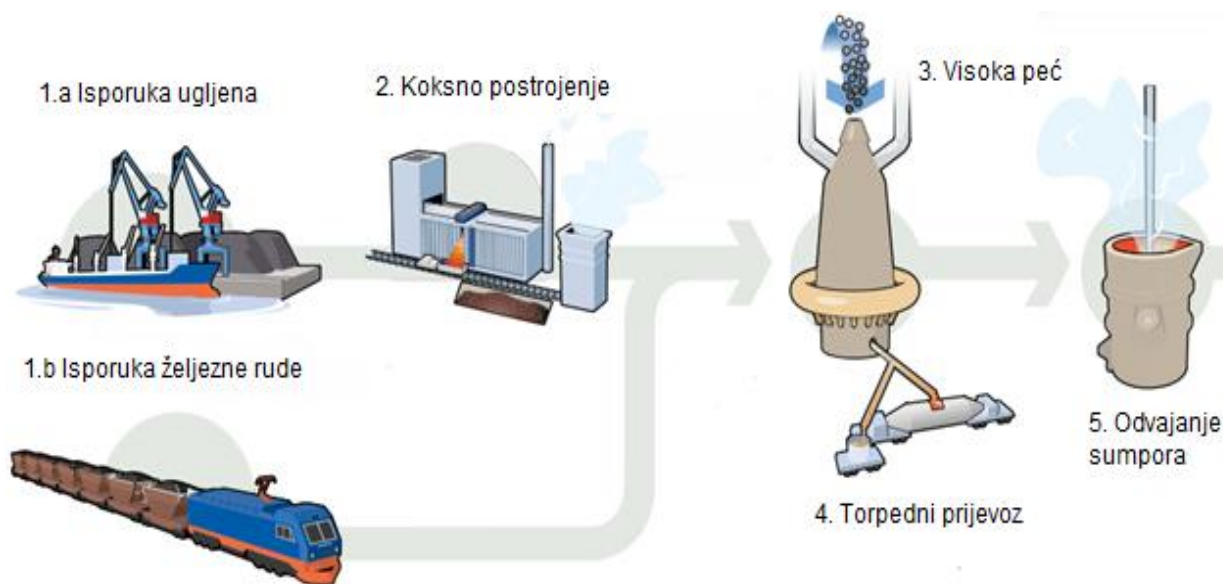 1.a Isporuka ugljena
2. Koksno postrojenje
3. Visoka peć
1.b Isporuka željezne rude
4. Torpedni prijevoz
5. Odvajanje
sumpora